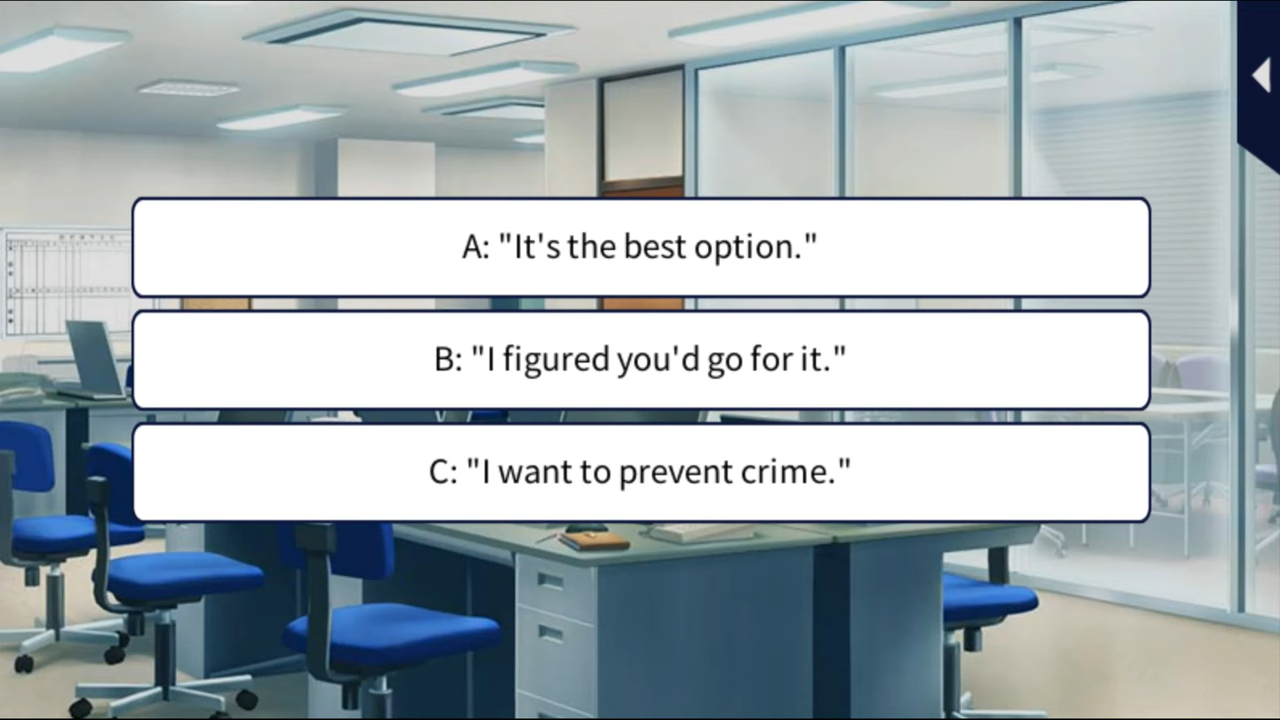 A: "It's the best option."
B: "I figured you'd go for it."
C: "I want to prevent crime."